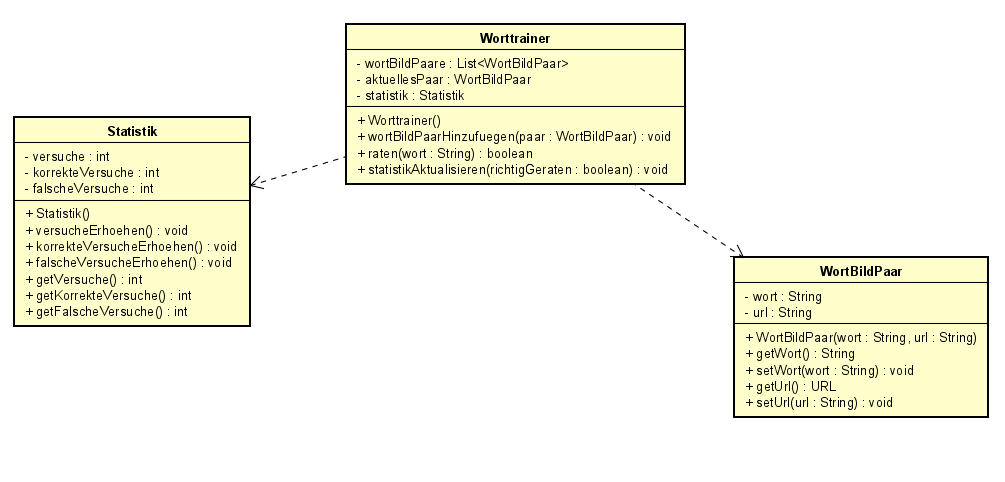 Worttrainer
- wortBildPaare : List<WortBildPaar>
- aktuellesPaar : WortBildPaar
- statistik : Statistik
+ Worttrainer()
+ wortBildPaarHinzufuegen(paar : WortBildPaar) : void
+ raten(wort : String) : boolean
+ statistikAktualisieren(richtigGeraten : boolean) : void
Statistik
- versuche : int
- korrekteVersuche : int
- falscheVersuche : int
+ Statistik()
+ versucheErhoehen() : void
+ korrekteVersucheErhoehen() : void
+ falscheVersucheErhoehen() : void
+ getVersuche() : int
+ getKorrekteVersuche() : int
+ getFalscheVersuche() : int
WortBildPaar
- wort : String
- url : String
+ WortBildPaar(wort : String, url : String)
+ getWort() : String
+ setWort(wort : String) : void
+ getUrl() : URL
+ setUrl(url : String) : void